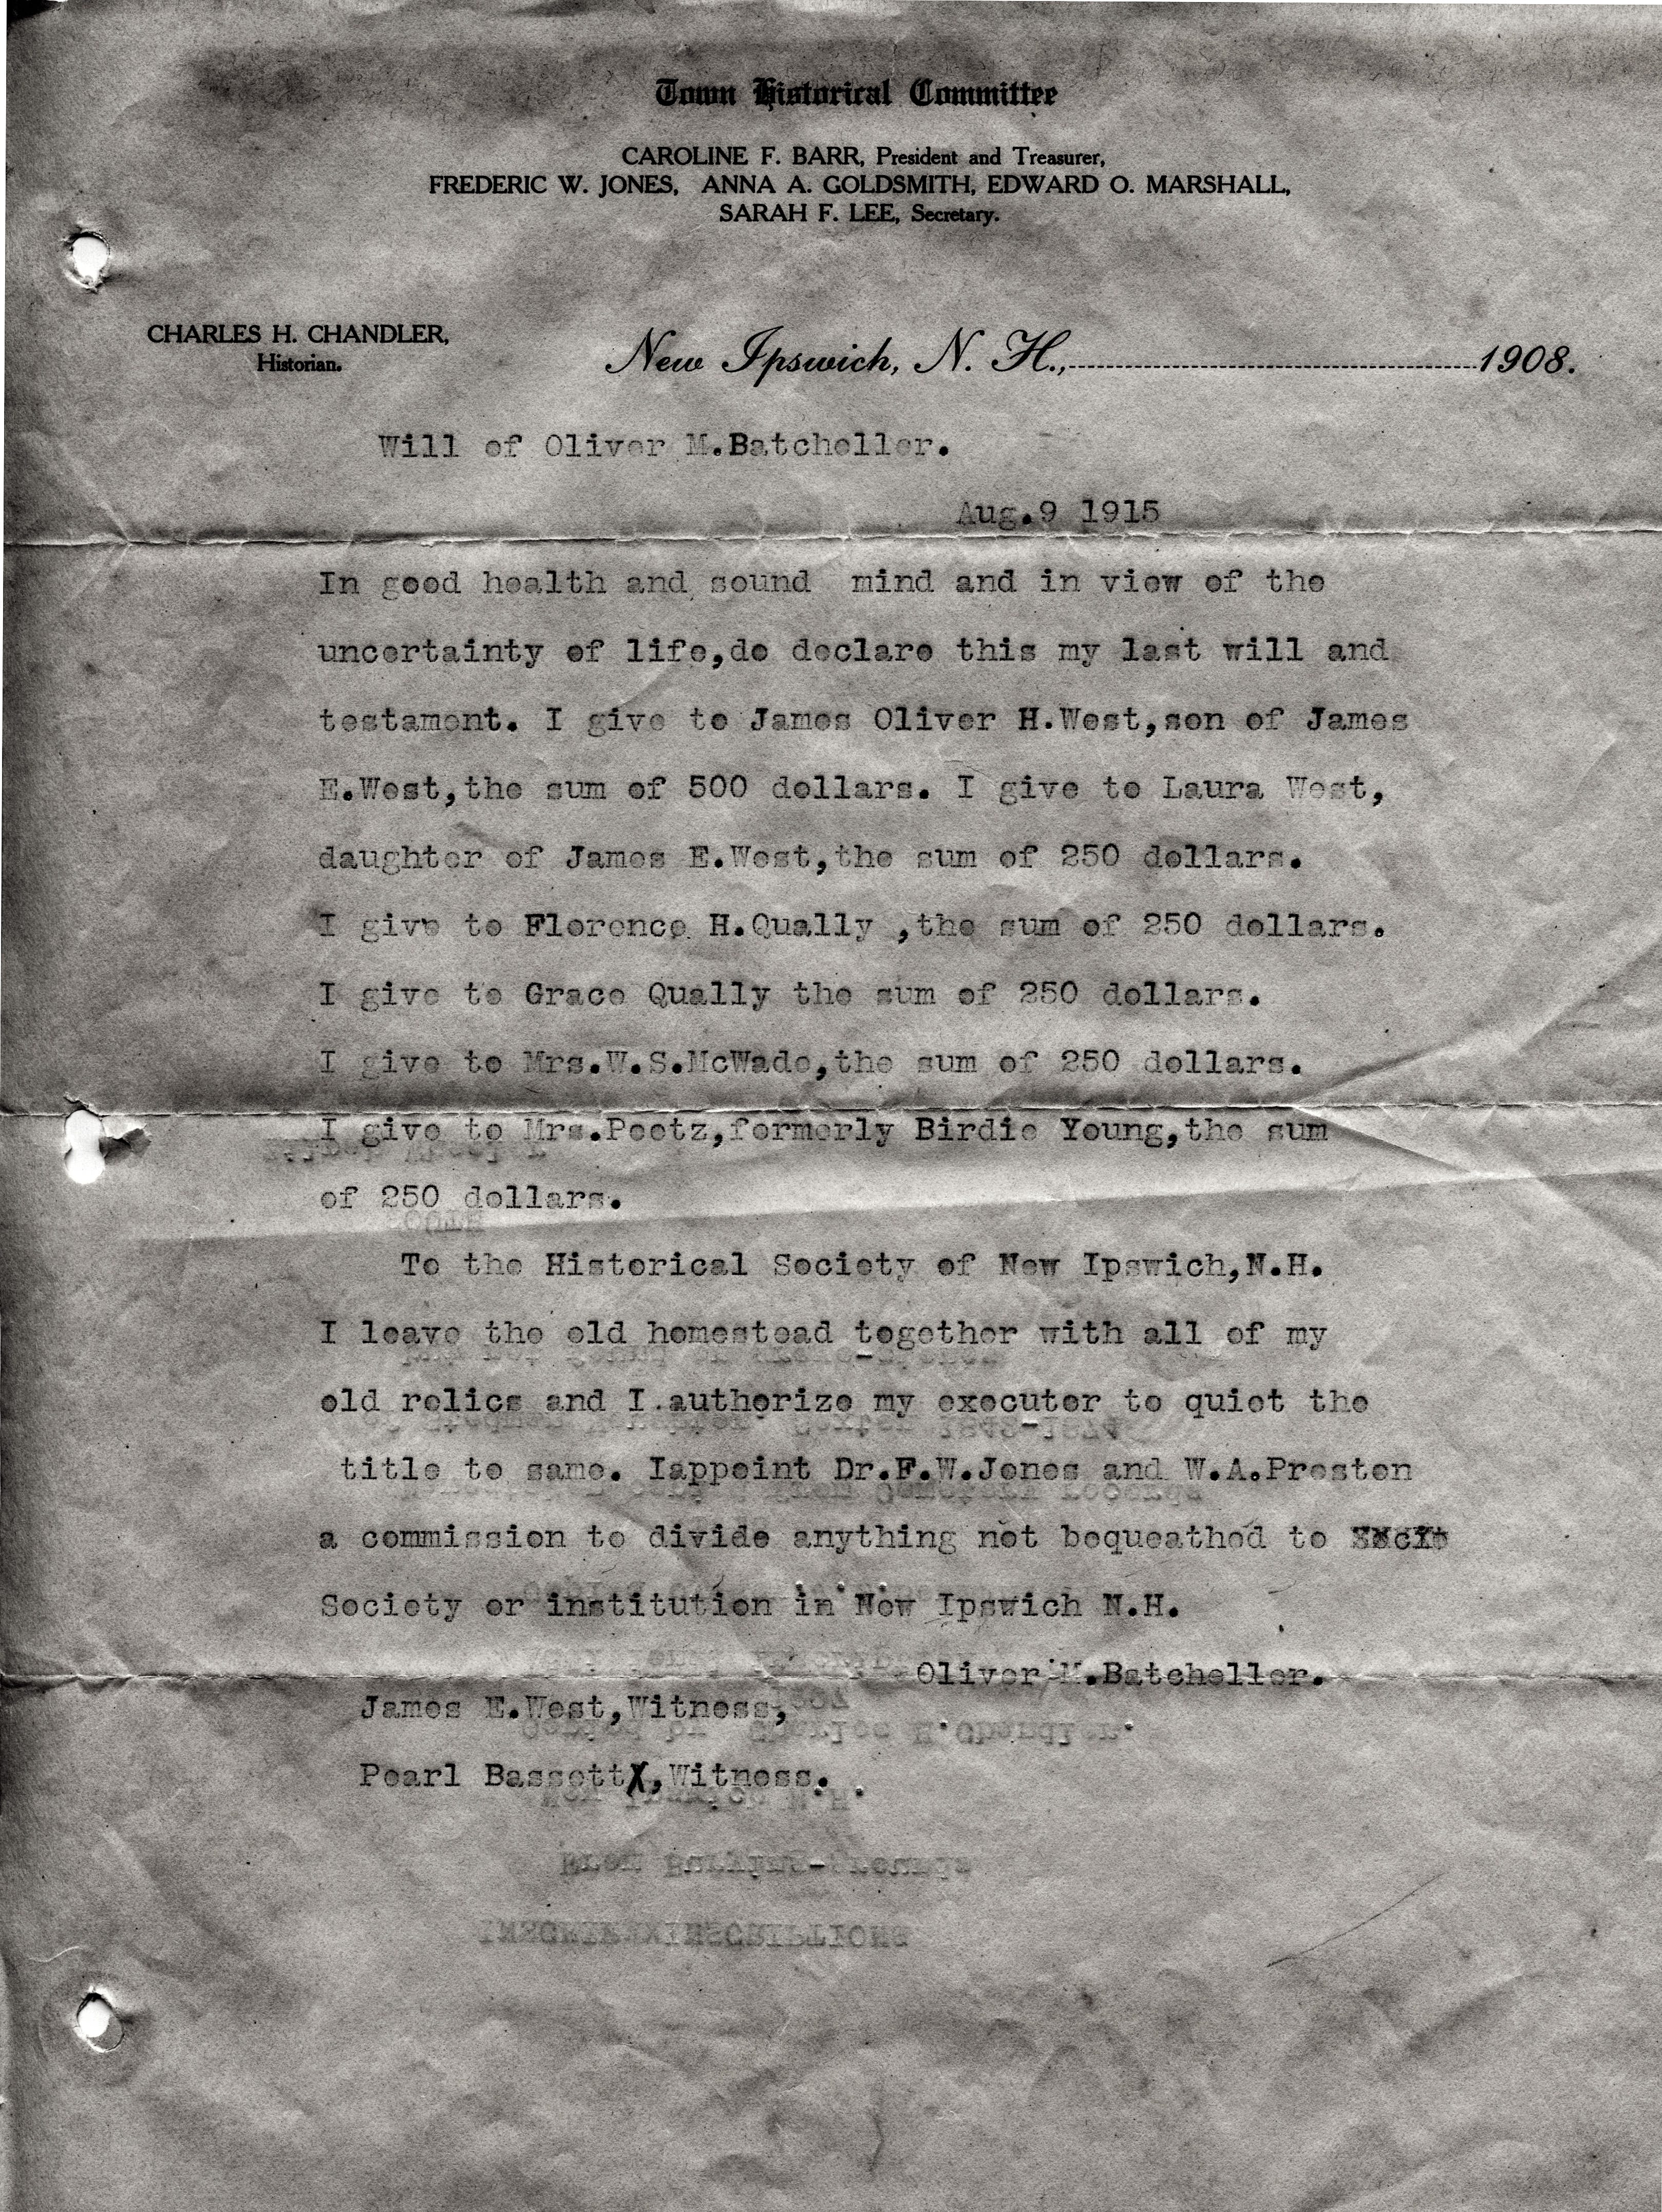 Town Historical Committee
CAROLINE F. BARR, President and Treasurer,
FREDERIC W. JONES, ANNA A. GOLDSMITH, EDWARD O. MARSHALL,
SARAH F. LEE, Secretary.
CHARLES H. CHANDLER,
Historian.
New Ipswich, N. H.,
1908.
Will of Oliver M.Batcheller.
Aug.9 1915
In good health and sound mind and in view of the
uncertainty of life,do declare this my last will and
testament. I give to James Oliver H.West,son of James
E.West,the sum of 500 dollars. I give to Laura West,
daughter of James E.West,the sum of 250 dollars.
I give to Florence H.Qually ,the sum of 250 dollars.
I give to Grace Qually the sum of 250 dollars.
I give to Mrs.W.S.McWade,the sum of 250 dollars.
I give to Mrs.Peetz,formerly Birdie Young,the sum
of 250 dollars.
To the Historical Society of New Ipswich,N.H.
I leave the old homestead together with all of my
old relics and I.authorize my executor to quiet the
title to same. Iappoint Dr.F.W.Jones and W.A.Preston
a commission to divide anything not bequeathed to
Society or institution in New Ipswich N.H.
Oliver M.Batcheller.
James E.West,Witness,
Pearl BassettX,Witness.